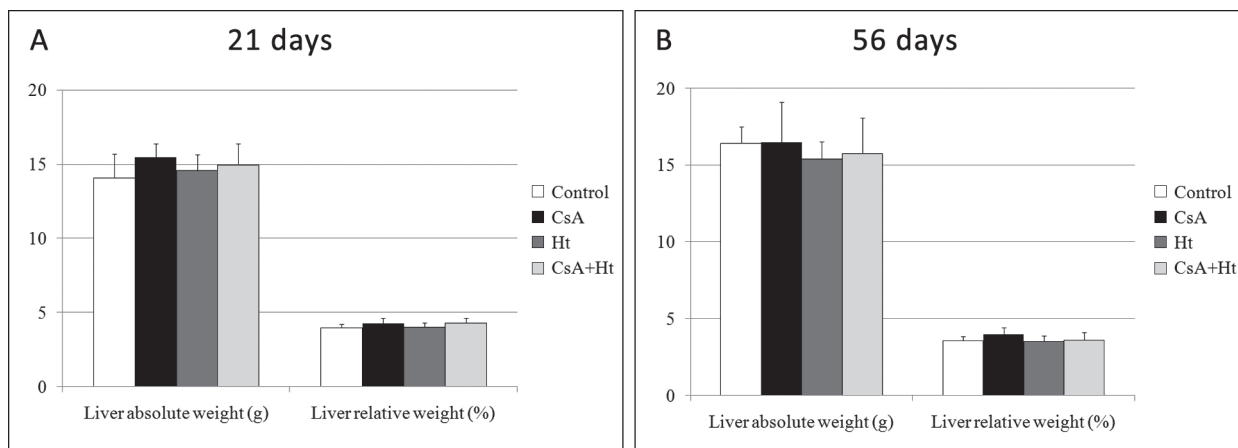 A 21 days
20
15
10
5
0
Liver absolute weight (g) Liver relative weight (%)
Control
CsA
Ht
CsA+Ht
B 56 days
20
15
10
5
0
Liver absolute weight (g) Liver relative weight (%)
Control
CsA
Ht
CsA+Ht